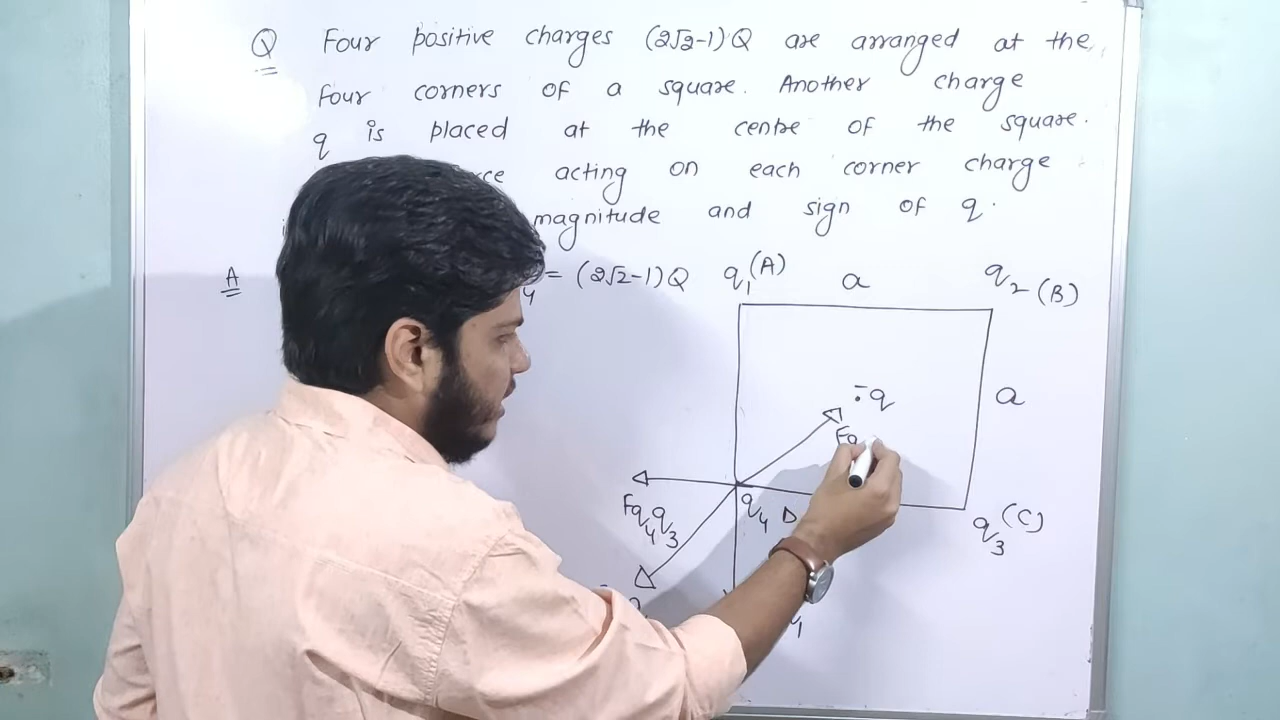 Q Four positive charges (2√2-1)Q are arranged at the
four corners of a square. Another charge
q is placed at the centre of the square.
acting on each corner charge
magnitude and sign of q.
A 4 = (2√2-1)Q q1 (A) a q2 (B)
q a
Fq
Fq4q3 q4 D q3 (C)